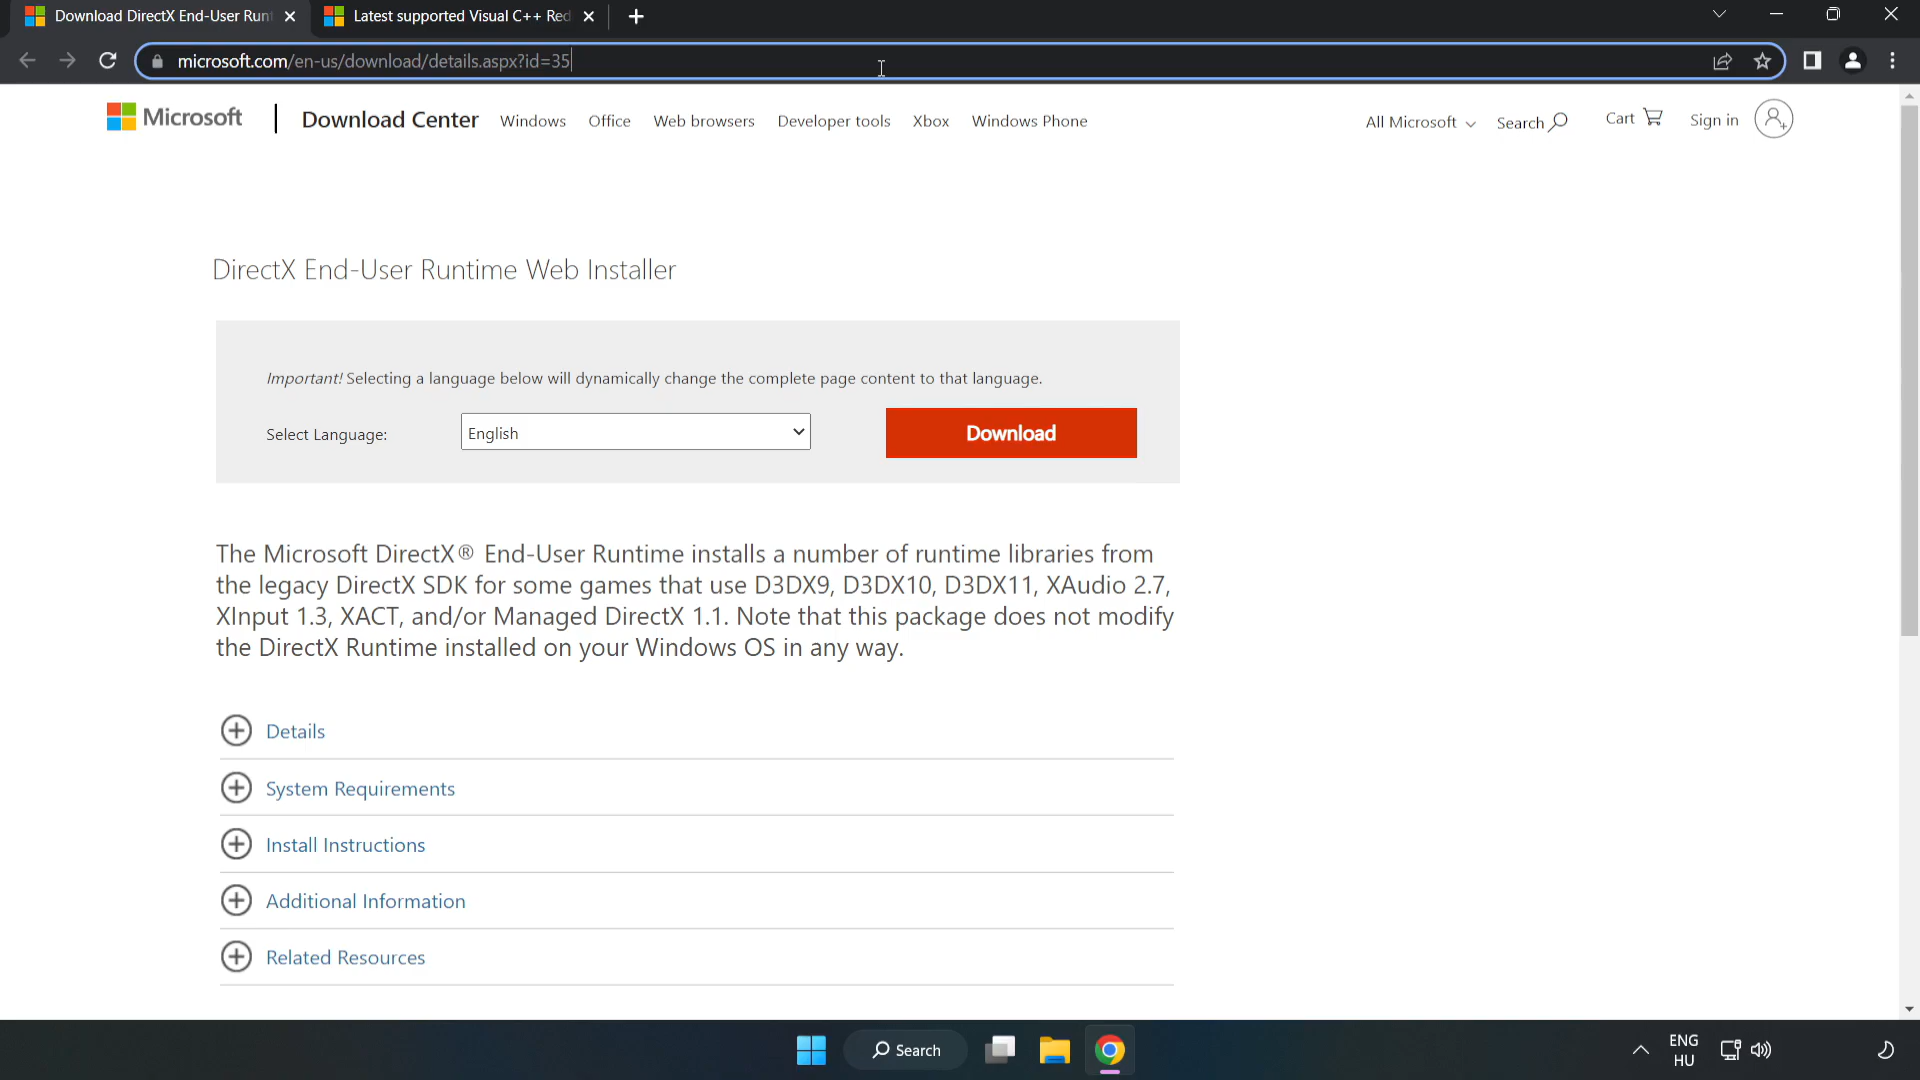 Download DirectX End-User Runt
Latest supported Visual C++ Red
microsoft.com/en-us/download/details.aspx?id=35
Microsoft
Download Center
Windows
Office
Web browsers
Developer tools
Xbox
Windows Phone
All Microsoft
Search
Cart
Sign in
DirectX End-User Runtime Web Installer
Important! Selecting a language below will dynamically change the complete page content to that language.
Select Language:
English
Download
The Microsoft DirectX® End-User Runtime installs a number of runtime libraries from
the legacy DirectX SDK for some games that use D3DX9, D3DX10, D3DX11, XAudio 2.7,
XInput 1.3, XACT, and/or Managed DirectX 1.1. Note that this package does not modify
the DirectX Runtime installed on your Windows OS in any way.
Details
System Requirements
Install Instructions
Additional Information
Related Resources
Search
ENG
HU